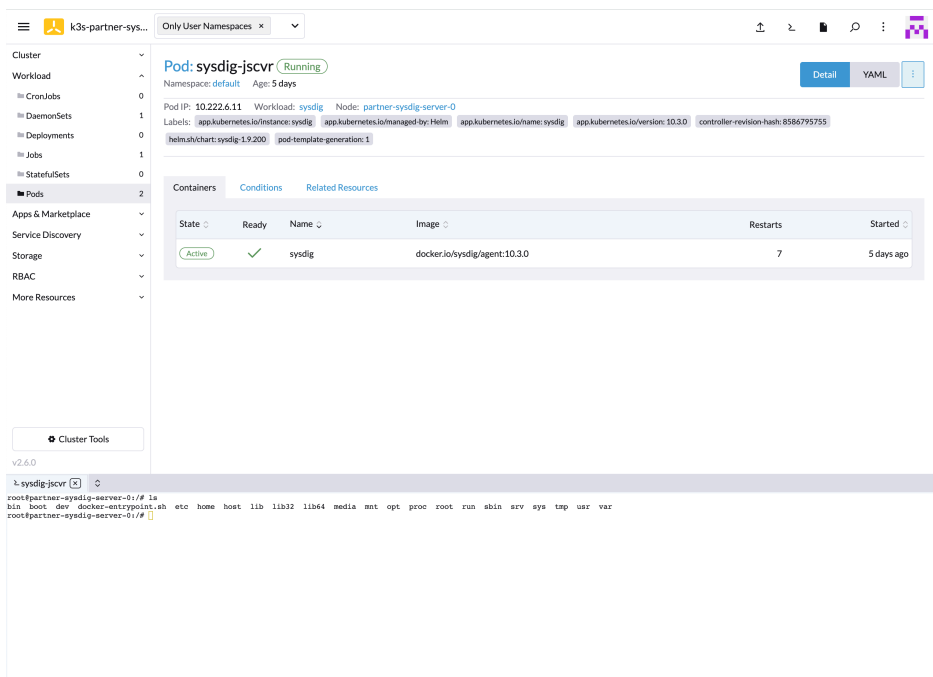 k3s-partner-sys...
Only User Namespaces ×
Cluster
Workload
CronJobs 0
DaemonSets 1
Deployments 0
Jobs 1
StatefulSets 0
Pods 2
Apps & Marketplace
Service Discovery
Storage
RBAC
More Resources
Cluster Tools
v2.6.0
Pod: sysdig-jscvr Running
Namespace: default Age: 5 days
Detail YAML
Pod IP: 10.222.6.11 Workload: sysdig Node: partner-sysdig-server-0
Labels: app.kubernetes.io/instance: sysdig app.kubernetes.io/managed-by: Helm app.kubernetes.io/name: sysdig app.kubernetes.io/version: 10.3.0 controller-revision-hash: 8586795755
helm.sh/chart: sysdig-1.9.200 pod-template-generation: 1
Containers Conditions Related Resources
State Ready Name Image Restarts Started
Active sysdig docker.io/sysdig/agent:10.3.0 7 5 days ago
sysdig-jscvr
root@partner-sysdig-server-0:/# ls
bin boot dev docker-entrypoint.sh etc home host lib lib32 lib64 media mnt opt proc root run sbin srv sys tmp usr var
root@partner-sysdig-server-0:/#